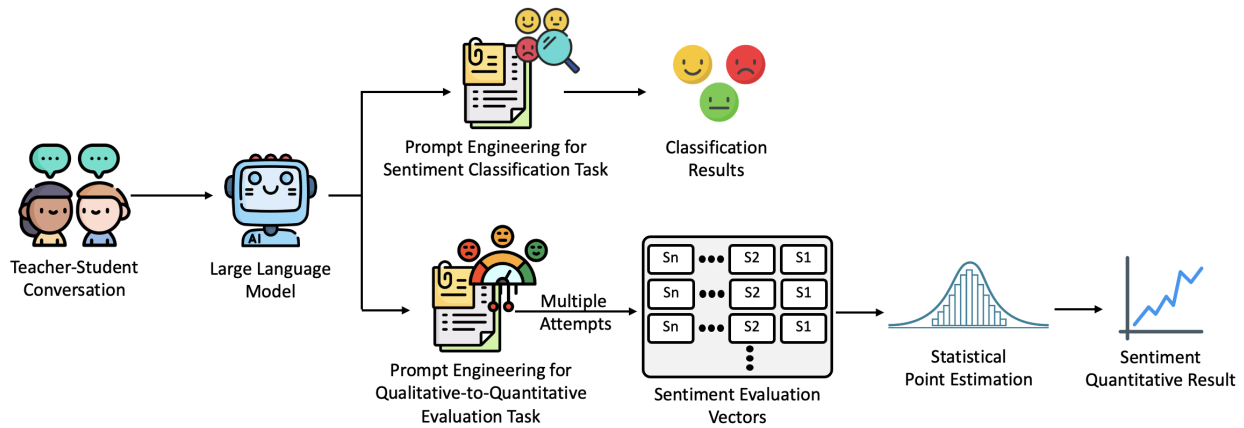 Teacher-Student
Conversation
AI
Large Language
Model
Prompt Engineering for
Sentiment Classification Task
Classification
Results
Prompt Engineering for
Qualitative-to-Quantitative
Evaluation Task
Multiple
Attempts
Sn ••• S2 S1
Sn ••• S2 S1
Sn ••• S2 S1
Sentiment Evaluation
Vectors
Statistical
Point Estimation
Sentiment
Quantitative Result